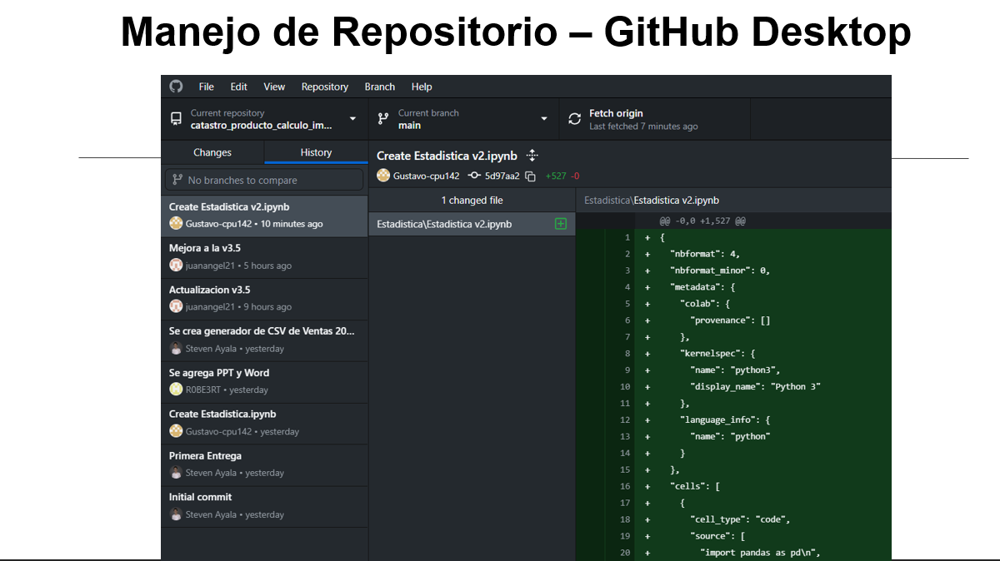 Manejo de Repositorio – GitHub Desktop
File Edit View Repository Branch Help
Current repository
catastro_producto_calculo_im...
Current branch
main
Fetch origin
Last fetched 7 minutes ago
Changes
History
No branches to compare
Create Estadistica v2.ipynb
Gustavo-cpu142 • 10 minutes ago
Mejora a la v3.5
juanangel21 • 5 hours ago
Actualizacion v3.5
juanangel21 • 9 hours ago
Se crea generador de CSV de Ventas 20...
Steven Ayala • yesterday
Se agrega PPT y Word
R0BE3RT • yesterday
Create Estadistica.ipynb
Gustavo-cpu142 • yesterday
Primera Entrega
Steven Ayala • yesterday
Initial commit
Steven Ayala • yesterday
Create Estadistica v2.ipynb
Gustavo-cpu142 5d97aa2 +527 -0
1 changed file
Estadistica\Estadistica v2.ipynb
Estadistica\Estadistica v2.ipynb
@@ -0,0 +1,527 @@
1 + {
2 + "nbformat": 4,
3 + "nbformat_minor": 0,
4 + "metadata": {
5 + "colab": {
6 + "provenance": []
7 + },
8 + "kernelspec": {
9 + "name": "python3",
10 + "display_name": "Python 3"
11 + },
12 + "language_info": {
13 + "name": "python"
14 + }
15 + },
16 + "cells": [
17 + {
18 + "cell_type": "code",
19 + "source": [
20 + "import pandas as pd\n",